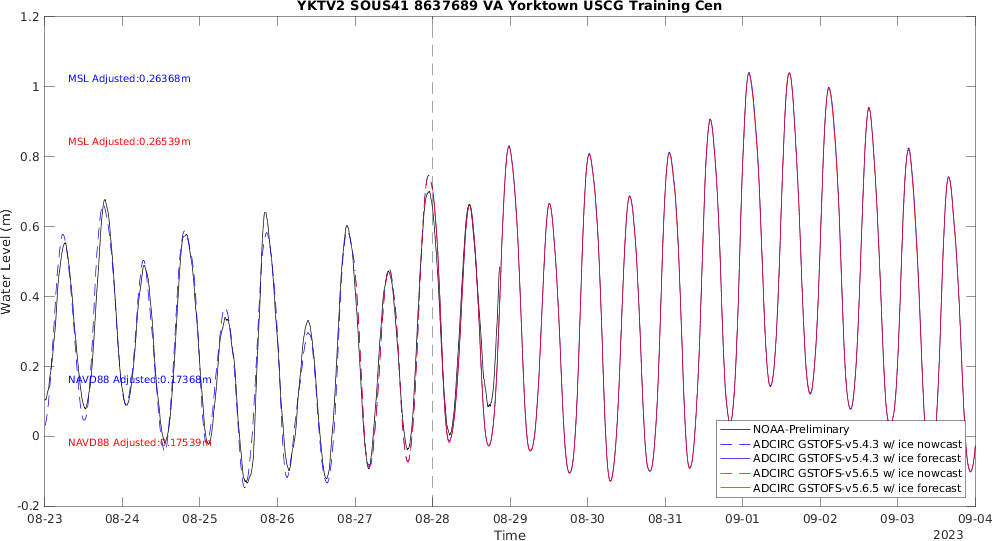 YKTV2 SOUS41 8637689 VA Yorktown USCG Training Cen
1.2
1
0.8
0.6
0.4
0.2
0
-0.2
Water Level (m)
MSL Adjusted:0.26368m
MSL Adjusted:0.26539m
NAVD88 Adjusted:0.17368m
NAVD88 Adjusted:0.17539m
NOAA-Preliminary
ADCIRC GSTOFS-v5.4.3 w/ ice nowcast
ADCIRC GSTOFS-v5.4.3 w/ ice forecast
ADCIRC GSTOFS-v5.6.5 w/ ice nowcast
ADCIRC GSTOFS-v5.6.5 w/ ice forecast
08-23 08-24 08-25 08-26 08-27 08-28 08-29 08-30 08-31 09-01 09-02 09-03 09-04
Time
2023